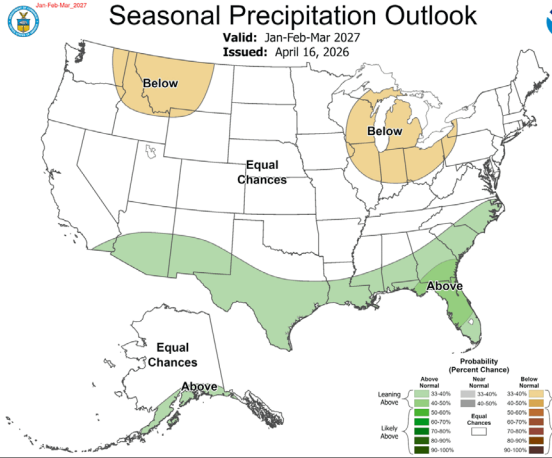 Jan-Feb-Mar_2027
Seasonal Precipitation Outlook
Valid: Jan-Feb-Mar 2027
Issued: April 16, 2026
Below
Below
Equal
Chances
Above
Equal
Chances
Above
Probability
(Percent Chance)
Above
Normal
Near
Normal
Below
Normal
Leaning
Above
33-40%
33-40%
33-40%
40-50%
40-50%
40-50%
Likely
Above
50-60%
Equal
Chances
50-60%
60-70%
60-70%
70-80%
70-80%
80-90%
80-90%
90-100%
90-100%